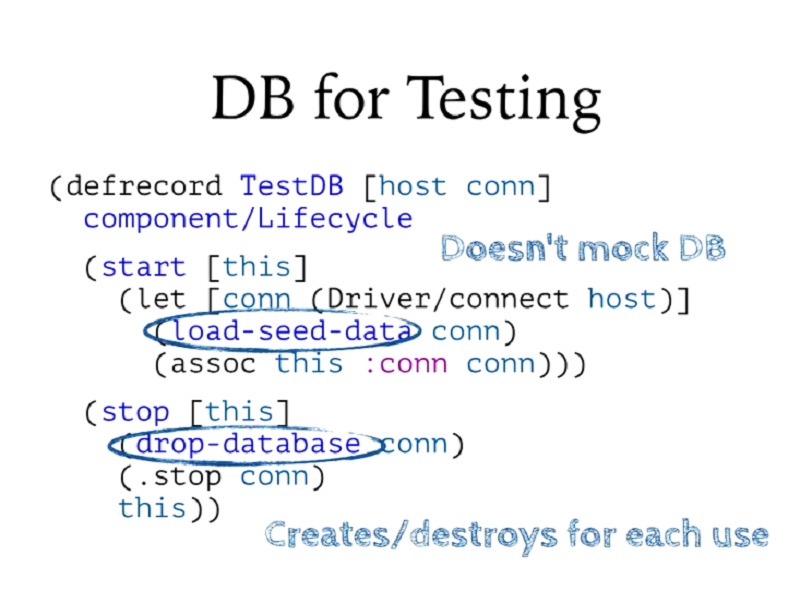 DB for Testing
(defrecord TestDB [host conn]
component/Lifecycle
Doesn't mock DB
(start [this]
(let [conn (Driver/connect host)]
(load-seed-data conn)
(assoc this :conn conn)))
(stop [this]
(drop-database conn)
(.stop conn)
this))
Creates/destroys for each use